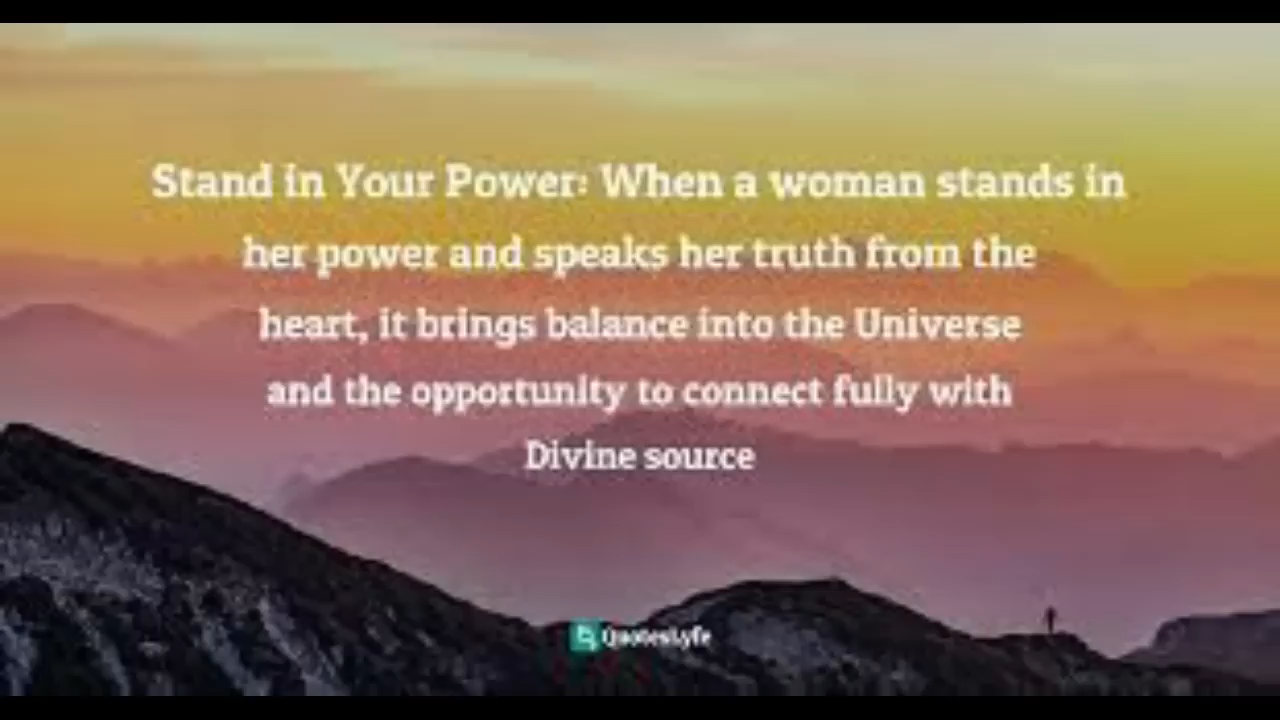 Stand in Your Power: When a woman stands in
her power and speaks her truth from the
heart, it brings balance into the Universe
and the opportunity to connect fully with
Divine source
QuotesLyfe